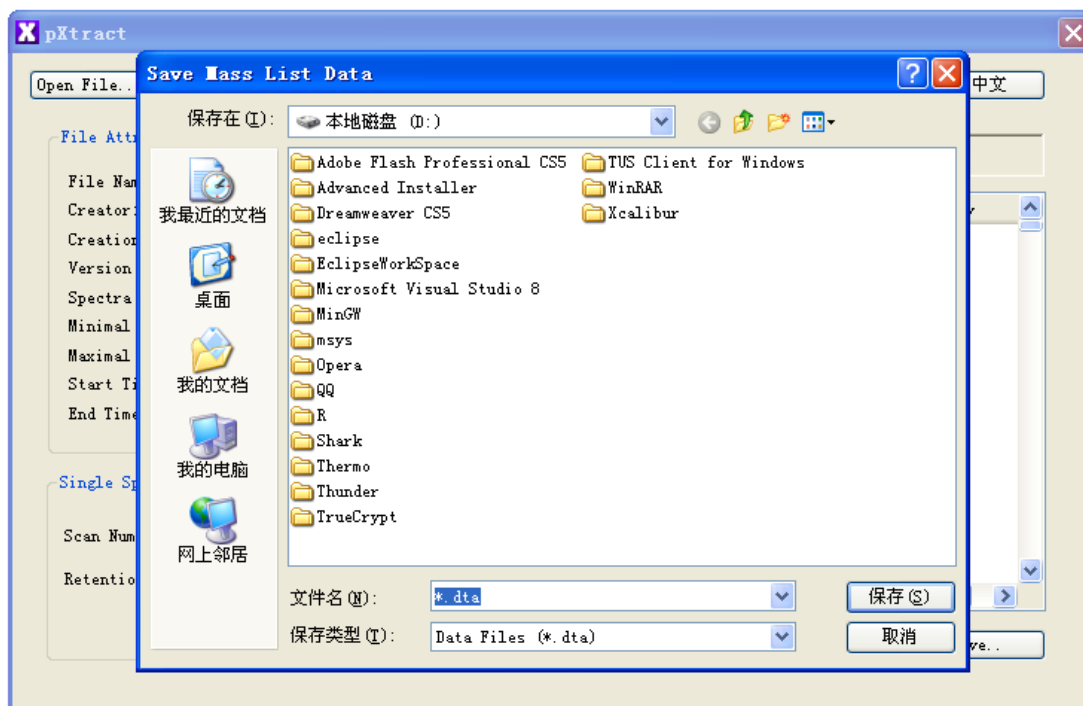 pXtract
Save Mass List Data
Open File..
中文
保存在(I):
本地磁盘 (D:)
File Attr
File Nam
Creator
Creation
Version
Spectra
Minimal
Maximal
Start Ti
End Time
Single Sp
Scan Num
Retentio
我最近的文档
桌面
我的文档
我的电脑
网上邻居
Adobe Flash Professional CS5
Advanced Installer
Dreamweaver CS5
eclipse
EclipseWorkSpace
Microsoft Visual Studio 8
MinGW
msys
Opera
QQ
R
Shark
Thermo
Thunder
TrueCrypt
TUS Client for Windows
WinRAR
Xcalibur
文件名(N):
*.dta
保存(S)
保存类型(T):
Data Files (*.dta)
取消
ve..